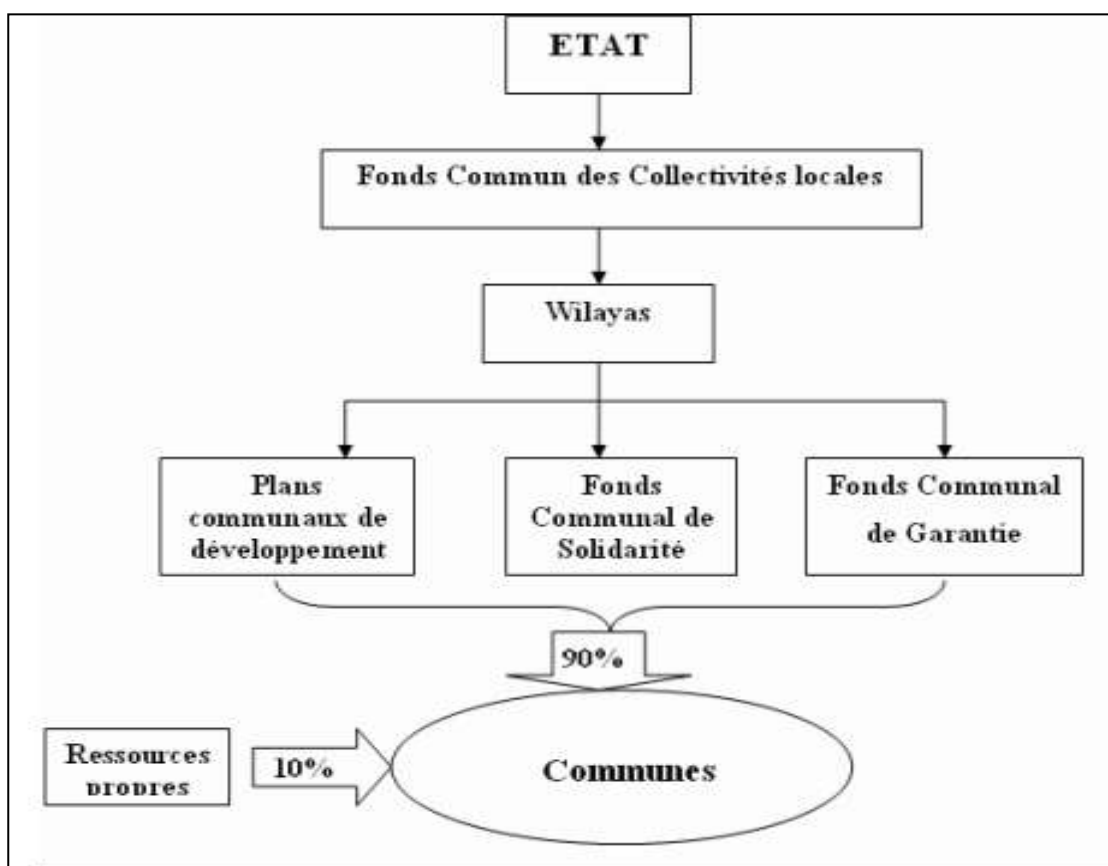 ETAT
Fonds Commun des Collectivités locales
Wilayas
Plans
communaux de
développement
Fonds
Communal de
Solidarité
Fonds Communal
de Garantie
90%
Ressources
propres
10%
Communes